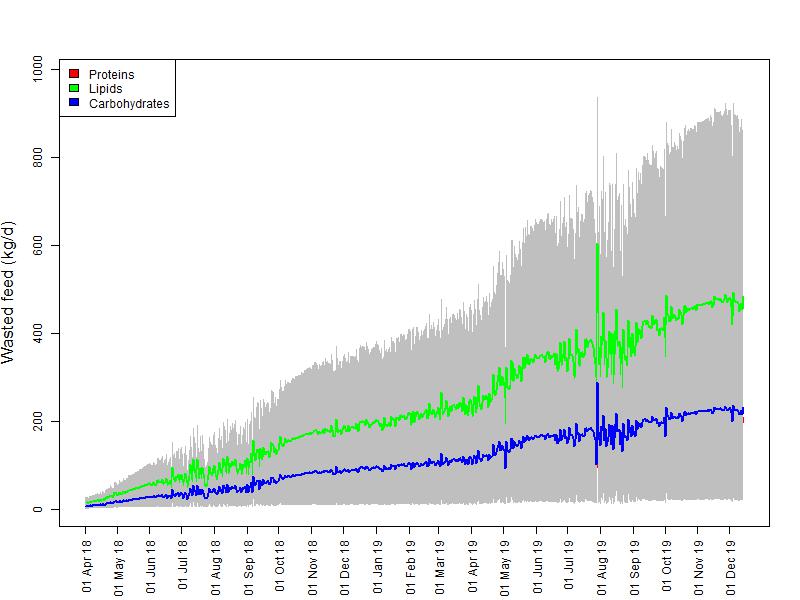 Proteins
Lipids
Carbohydrates
Wasted feed (kg/d)
1000
800
600
400
200
0
01 Apr 18
01 May 18
01 Jun 18
01 Jul 18
01 Aug 18
01 Sep 18
01 Oct 18
01 Nov 18
01 Dec 18
01 Jan 19
01 Feb 19
01 Mar 19
01 Apr 19
01 May 19
01 Jun 19
01 Jul 19
01 Aug 19
01 Sep 19
01 Oct 19
01 Nov 19
01 Dec 19